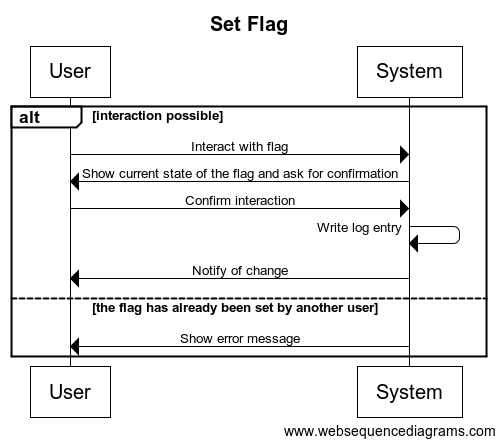 Set Flag
User
System
alt
[interaction possible]
Interact with flag
Show current state of the flag and ask for confirmation
Confirm interaction
Write log entry
Notify of change
[the flag has already been set by another user]
Show error message
User
System
www.websequencediagrams.com